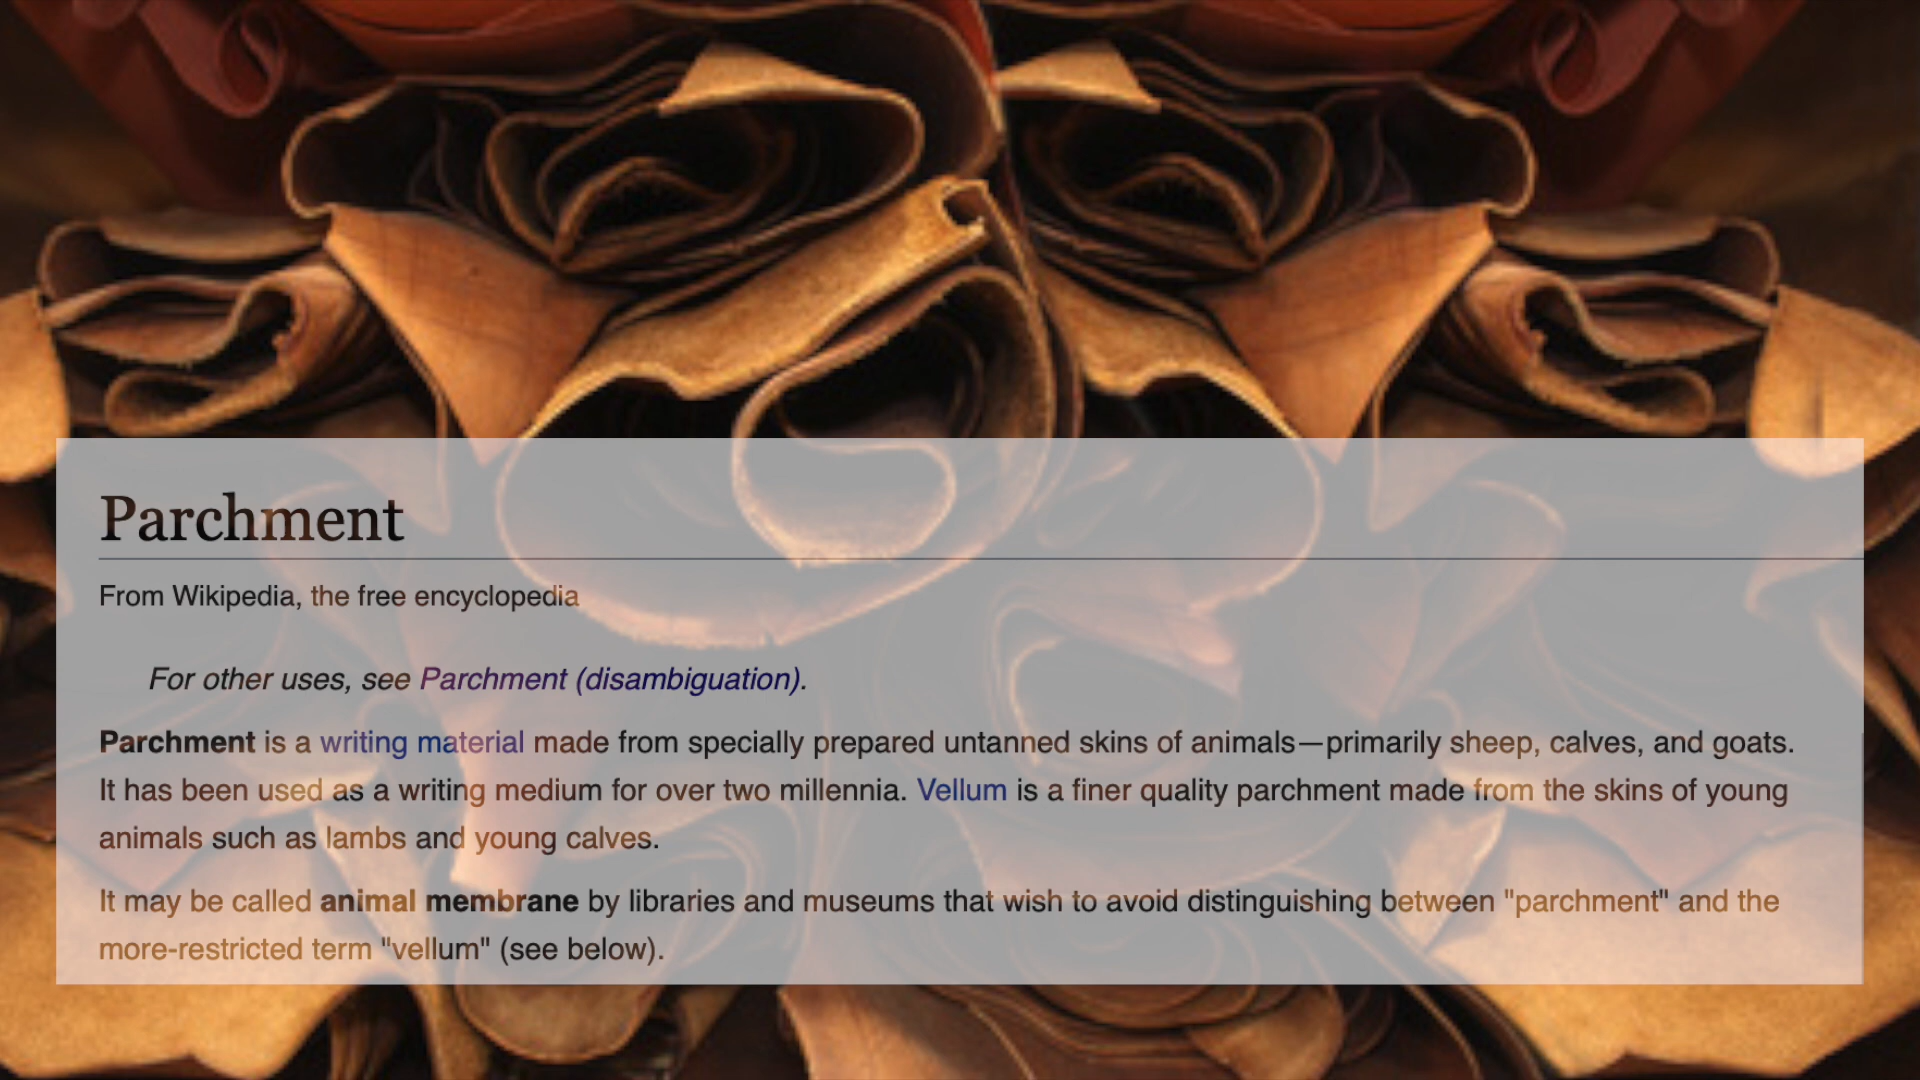 Parchment
From Wikipedia, the free encyclopedia
For other uses, see Parchment (disambiguation).
Parchment is a writing material made from specially prepared untanned skins of animals—primarily sheep, calves, and goats.
It has been used as a writing medium for over two millennia. Vellum is a finer quality parchment made from the skins of young
animals such as lambs and young calves.
It may be called animal membrane by libraries and museums that wish to avoid distinguishing between "parchment" and the
more-restricted term "vellum" (see below).